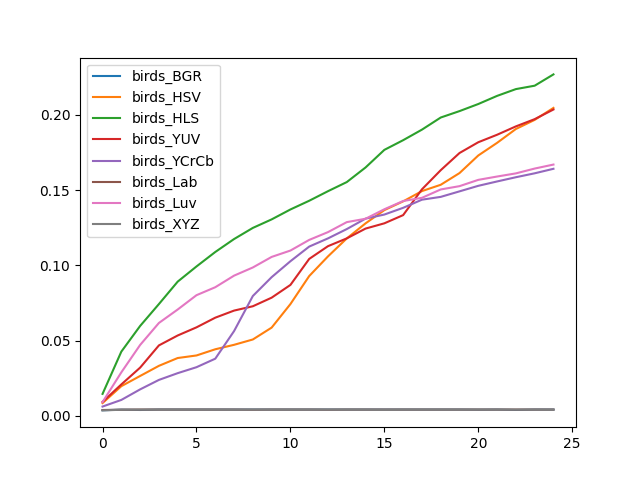 birds_BGR
birds_HSV
birds_HLS
birds_YUV
birds_YCrCb
birds_Lab
birds_Luv
birds_XYZ
0.20
0.15
0.10
0.05
0.00
0 5 10 15 20 25